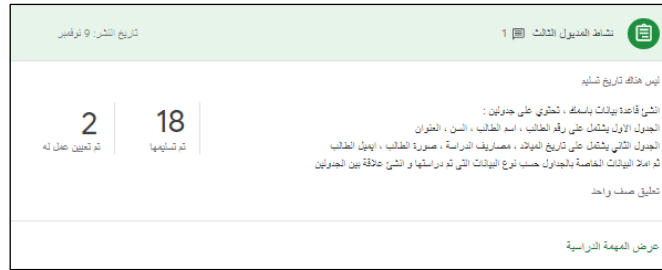 نشاط المديول الثالث 1
تاريخ النشر: 9 نوفمبر
ليس هناك تاريخ تسليم
انشئ قاعدة بيانات باسمك ، تحتوي على جدولين :
الجدول الاول يشتمل على رقم الطالب ، اسم الطالب ، السن ، العنوان
الجدول الثاني يشتمل على تاريخ الميلاد ، مصاريف الدراسة ، صورة الطالب ، ايميل الطالب
ثم املا البيانات الخاصة بالجداول حسب نوع البيانات التى تم دراستها و انشئ علاقة بين الجدولين
تعليق صف واحد
18
تم تسليمها
2
تم تعيين عمل له
عرض المهمة الدراسية